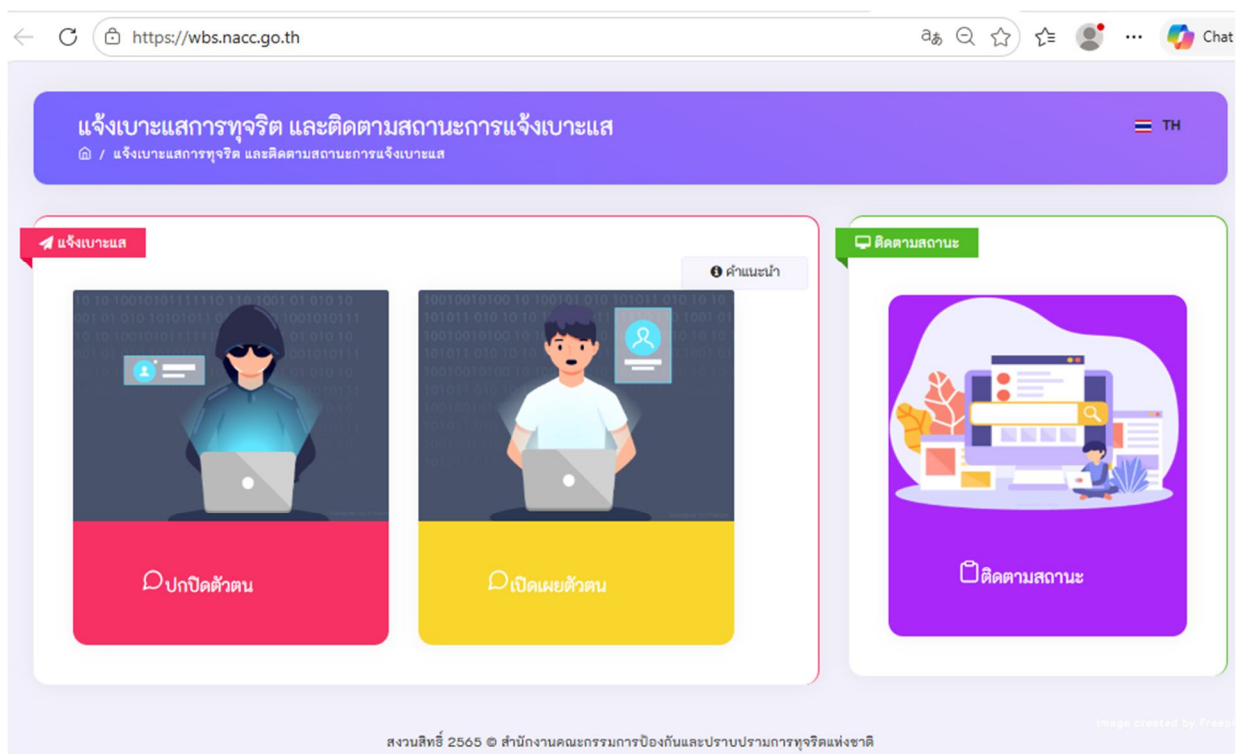 https://wbs.nacc.go.th
Chat
แจ้งเบาะแสการทุจริต และติดตามสถานะการแจ้งเบาะแส
TH
/ แจ้งเบาะแสการทุจริต และติดตามสถานะการแจ้งเบาะแส
แจ้งเบาะแส
คำแนะนำ
ปกปิดตัวตน
เปิดเผยตัวตน
ติดตามสถานะ
ติดตามสถานะ
image created by Freep
สงวนสิทธิ์ 2565 © สำนักงานคณะกรรมการป้องกันและปราบปรามการทุจริตแห่งชาติ